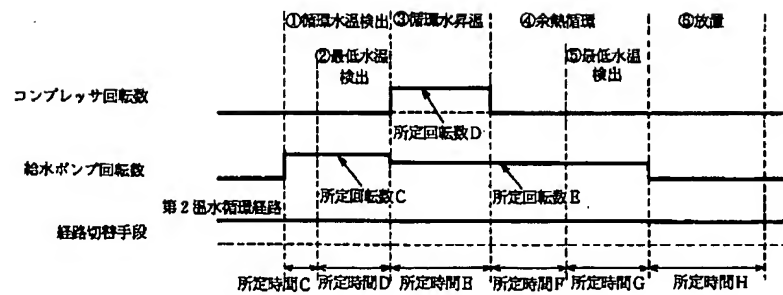 ①循環水温検出
③循環水昇温
④余熱循環
⑥放置
②最低水温
検出
⑤最低水温
検出
コンプレッサ回転数
所定回転数D
給水ポンプ回転数
所定回転数C
所定回転数E
第2温水循環経路
経路切替手段
所定時間C
所定時間D
所定時間E
所定時間F
所定時間G
所定時間H